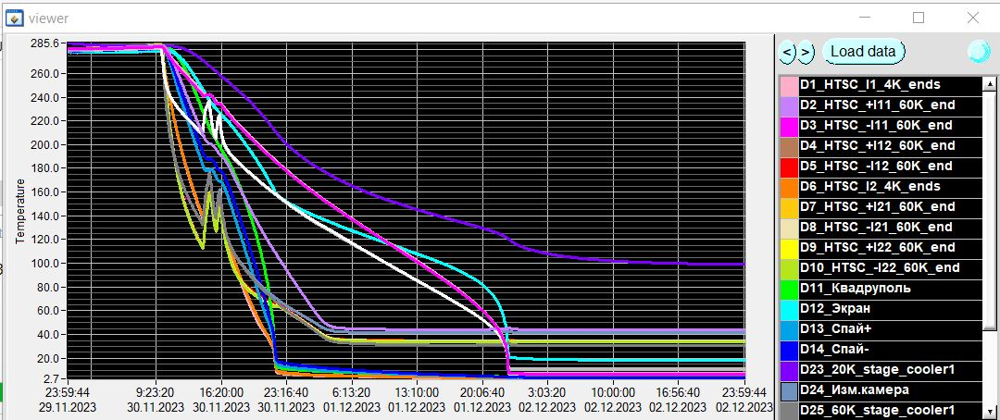 viewer
285.6
260.0
240.0
220.0
200.0
180.0
160.0
140.0
120.0
100.0
80.0
60.0
40.0
20.0
2.7
Temperature
23:59:44 9:23:20 16:20:00 23:16:40 6:13:20 13:10:00 20:06:40 3:03:20 10:00:00 16:56:40 23:59:44
29.11.2023 30.11.2023 30.11.2023 30.11.2023 01.12.2023 01.12.2023 01.12.2023 02.12.2023 02.12.2023 02.12.2023 02.12.2023
< > Load data
D1_HTSC_I1_4K_ends
D2_HTSC_+I11_60K_end
D3_HTSC_-I11_60K_end
D4_HTSC_+I12_60K_end
D5_HTSC_-I12_60K_end
D6_HTSC_I2_4K_ends
D7_HTSC_+I21_60K_end
D8_HTSC_-I21_60K_end
D9_HTSC_+I22_60K_end
D10_HTSC_-I22_60K_end
D11_Квадруполь
D12_Экран
D13_Спай+
D14_Спай-
D23_20K_stage_cooler1
D24_Изм.камера
D25_60K_stage_cooler1